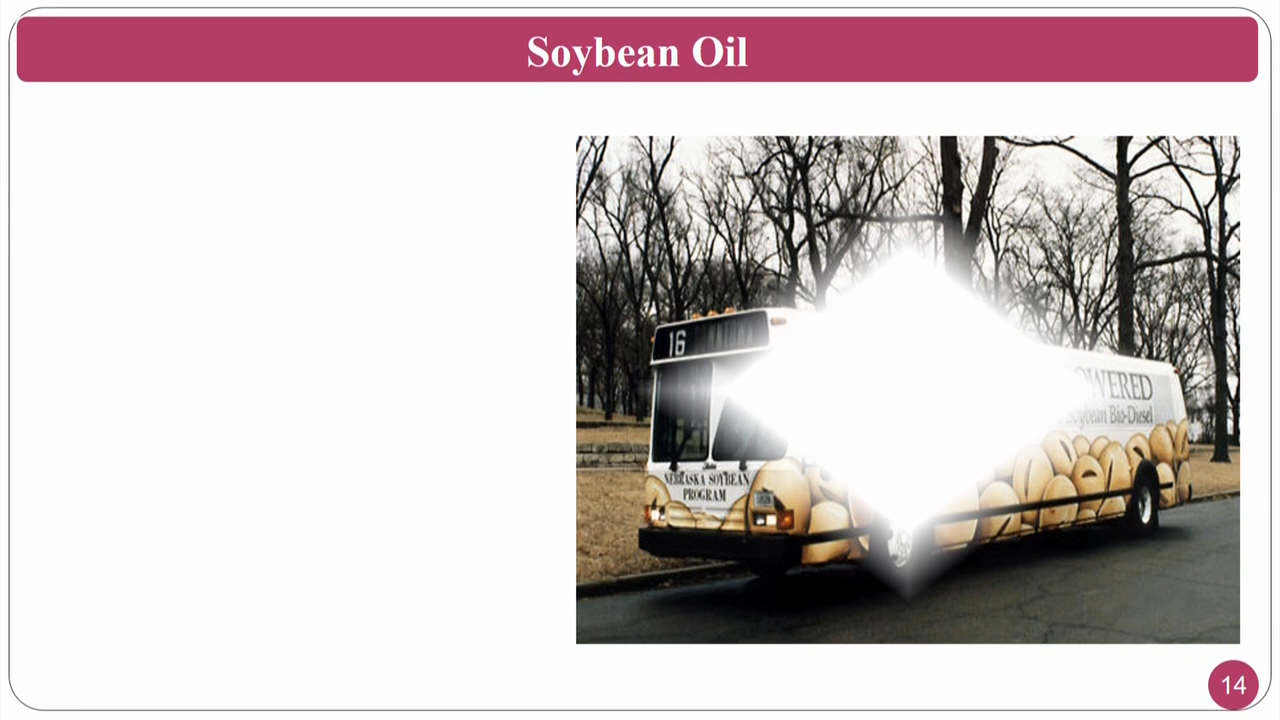 Soybean Oil
16
OWERED
Soybean Bio-Diesel
NEBRASKA SOYBEAN
PROGRAM
14